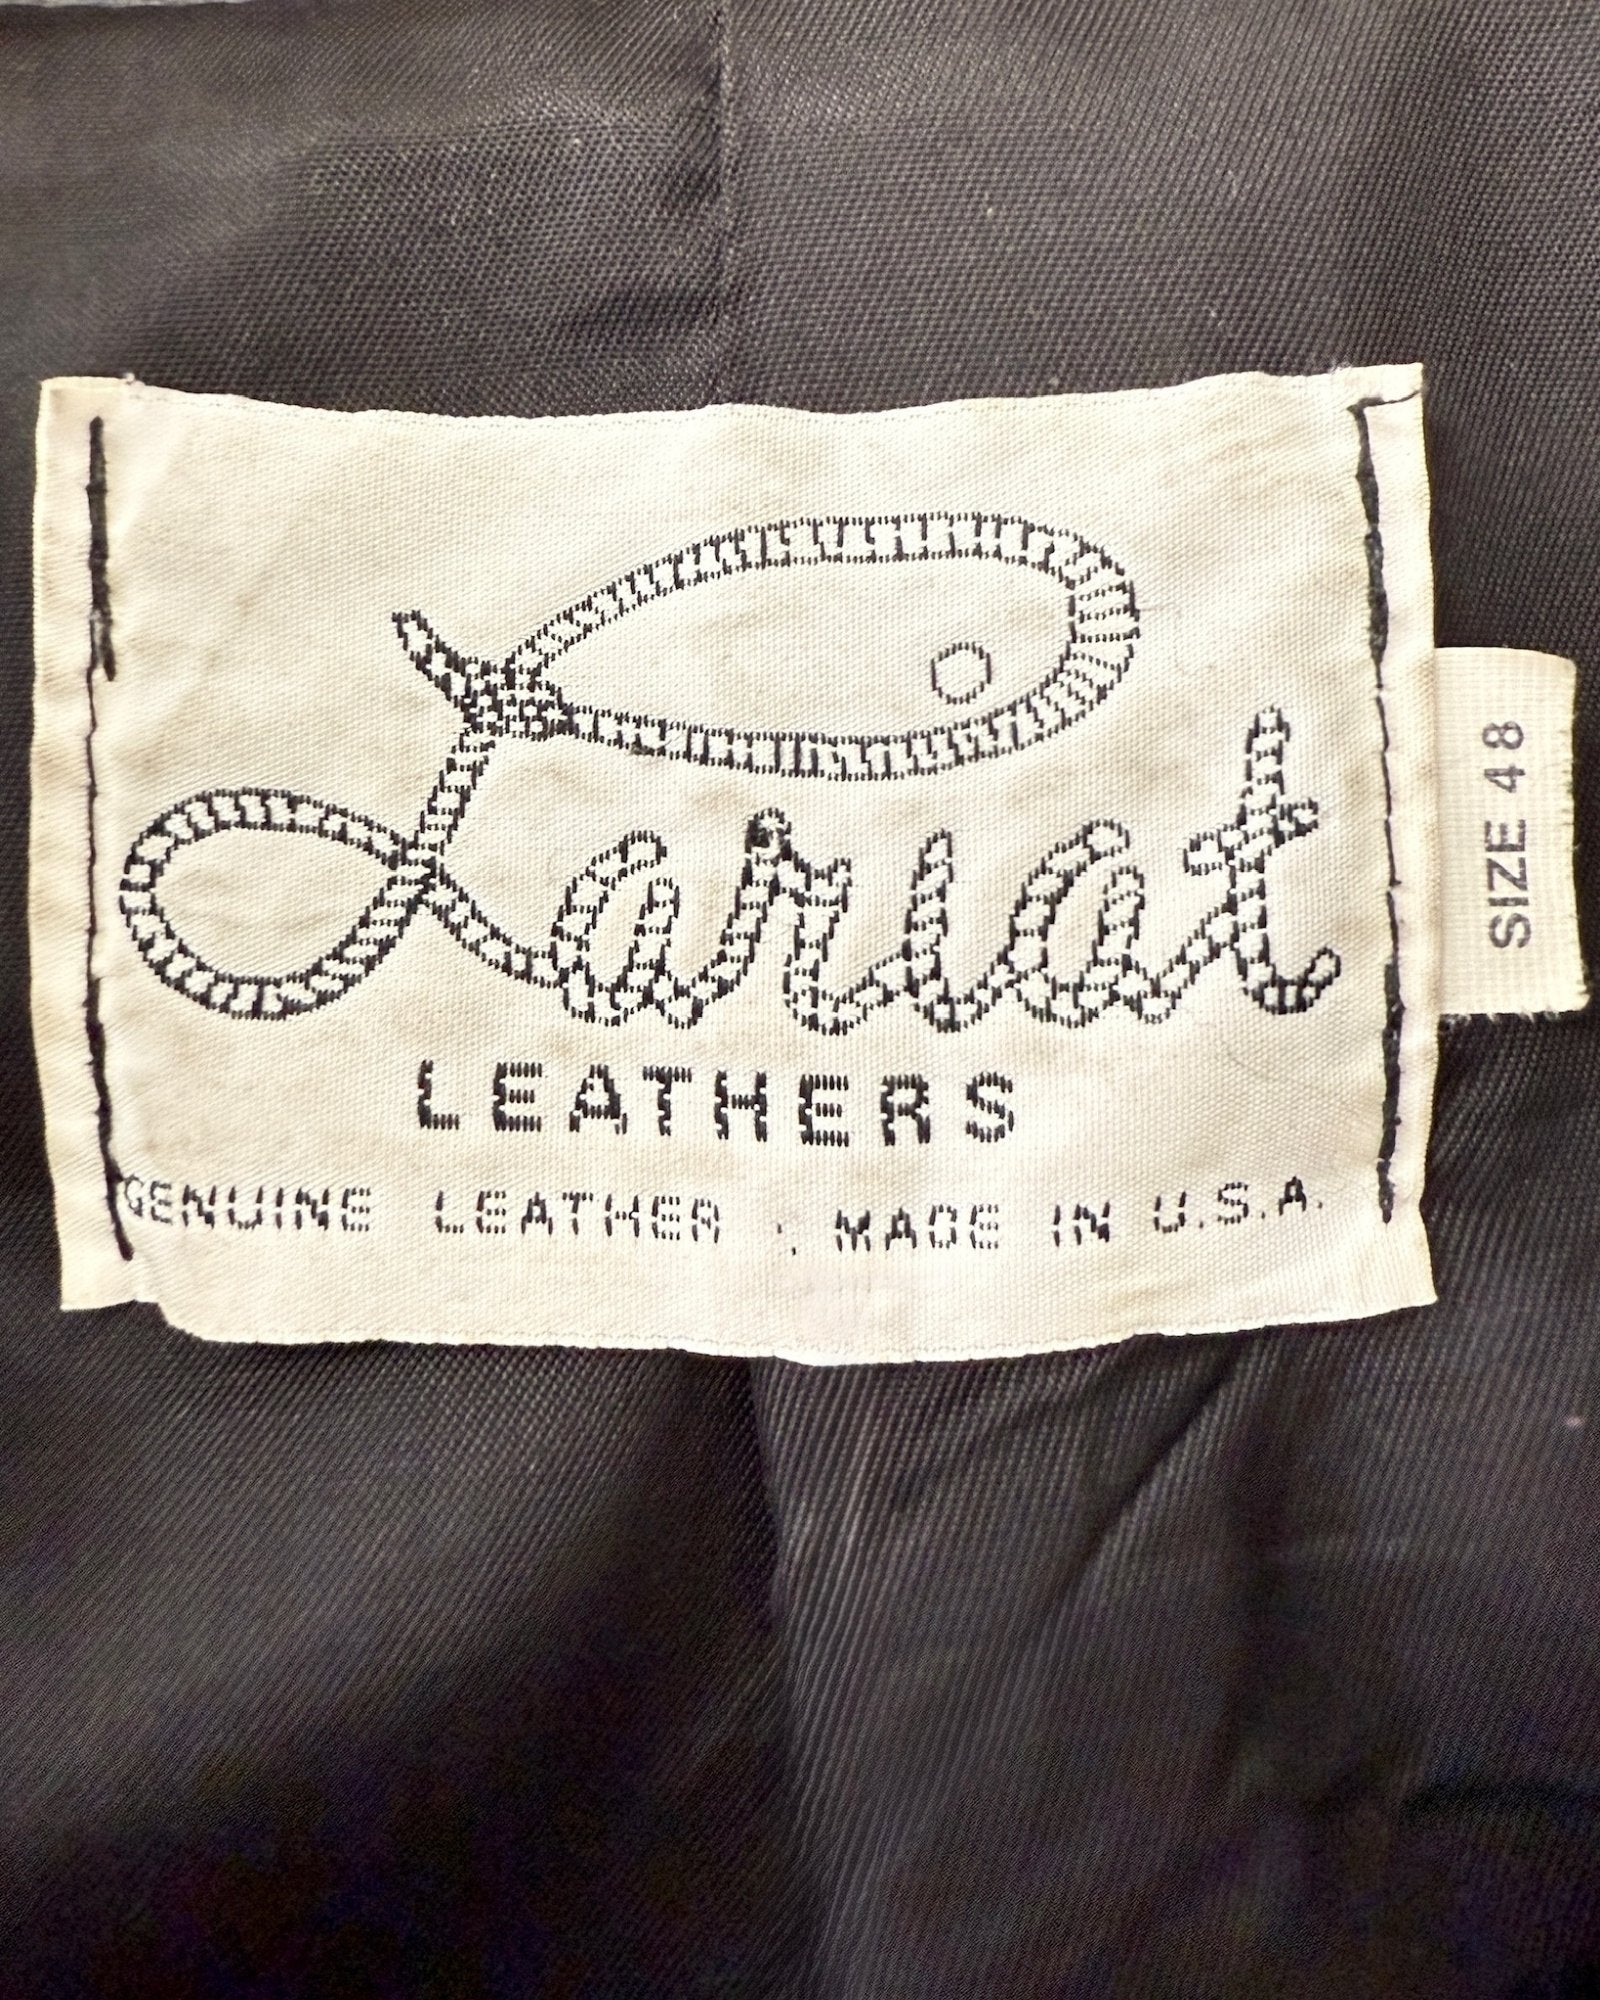 Lariat
LEATHERS
GENUINE LEATHER . MADE IN U.S.A.
SIZE 48